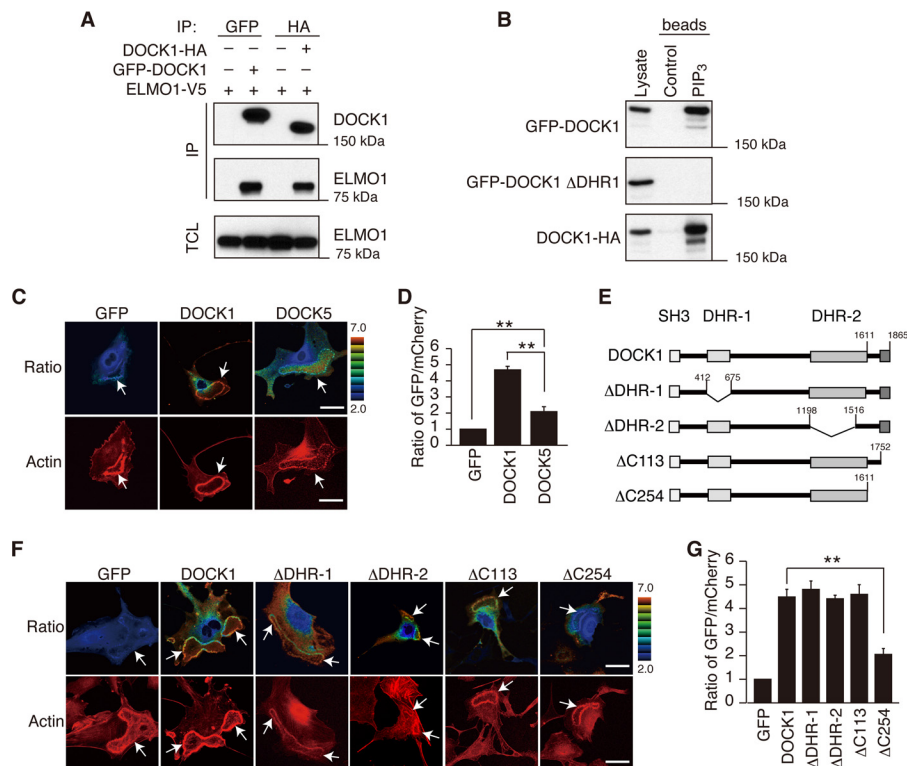 A
IP: GFP HA
DOCK1-HA − − − +
GFP-DOCK1 − + − −
ELMO1-V5 + + + +
IP
DOCK1
150 kDa
ELMO1
75 kDa
TCL
ELMO1
75 kDa
B
beads
Lysate Control PIP3
GFP-DOCK1
150 kDa
GFP-DOCK1 ΔDHR1
150 kDa
DOCK1-HA
150 kDa
C
GFP DOCK1 DOCK5
Ratio
7.0
2.0
Actin
D
Ratio of GFP/mCherry
6
5
4
3
2
1
0
**
**
GFP DOCK1 DOCK5
E
SH3 DHR-1 DHR-2
1611 1865
DOCK1
412 675
ΔDHR-1
1198 1516
ΔDHR-2
1752
ΔC113
1611
ΔC254
F
GFP DOCK1 ΔDHR-1 ΔDHR-2 ΔC113 ΔC254
Ratio
7.0
2.0
Actin
G
Ratio of GFP/mCherry
6
5
4
3
2
1
0
**
GFP DOCK1 ΔDHR-1 ΔDHR-2 ΔC113 ΔC254